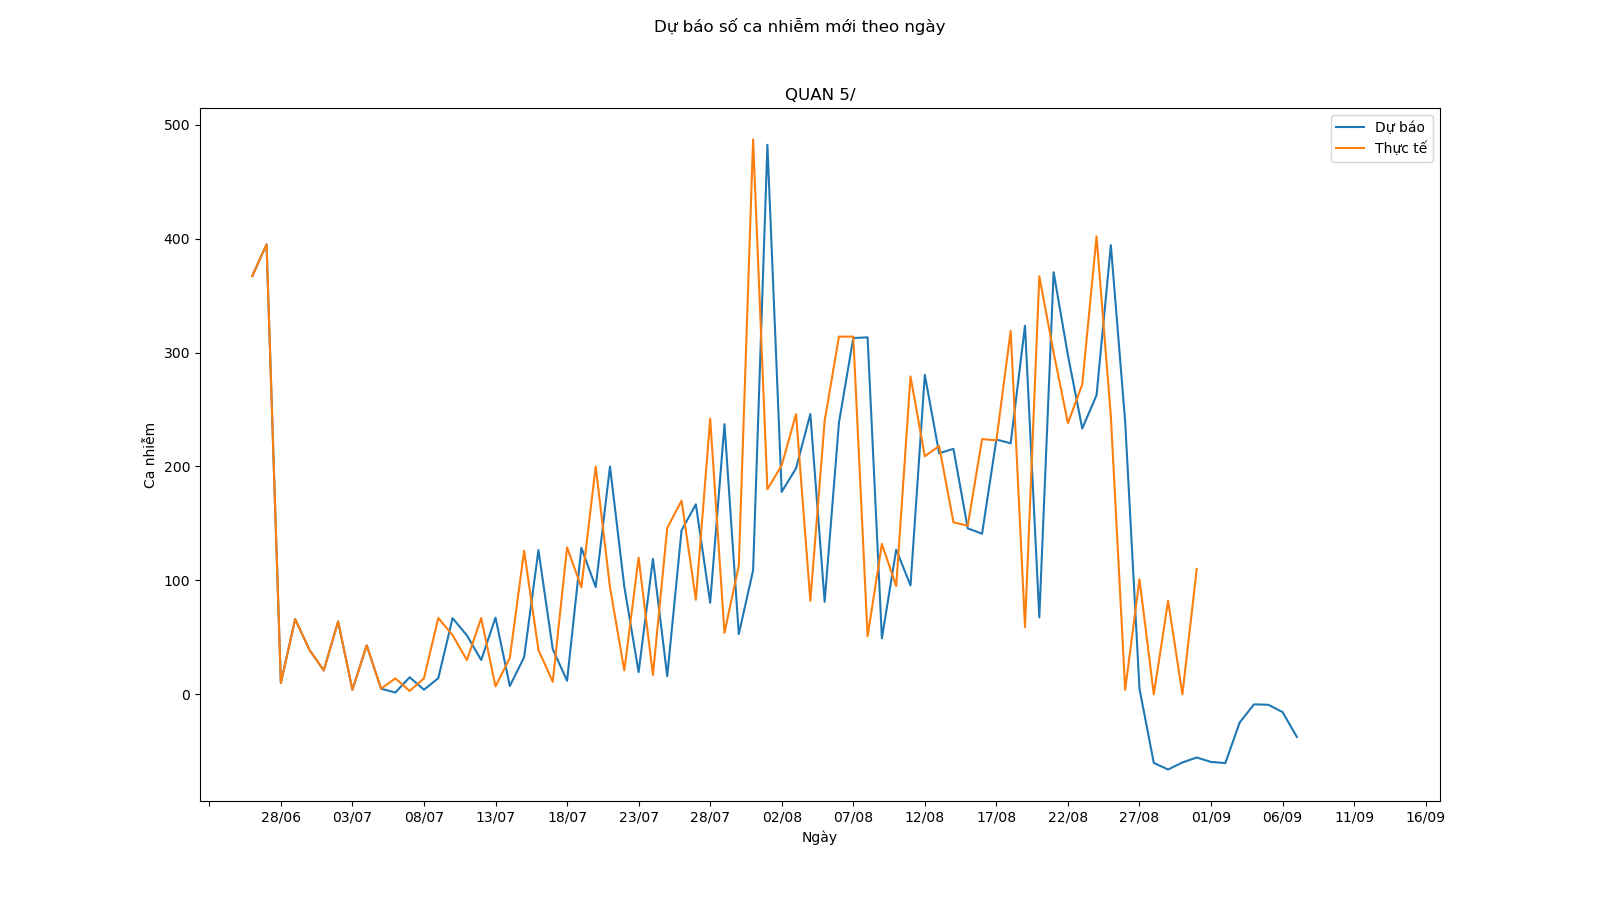 Dự báo số ca nhiễm mới theo ngày
QUAN 5/
500
400
300
200
100
0
Ca nhiễm
Dự báo
Thực tế
28/06 03/07 08/07 13/07 18/07 23/07 28/07 02/08 07/08 12/08 17/08 22/08 27/08 01/09 06/09 11/09 16/09
Ngày